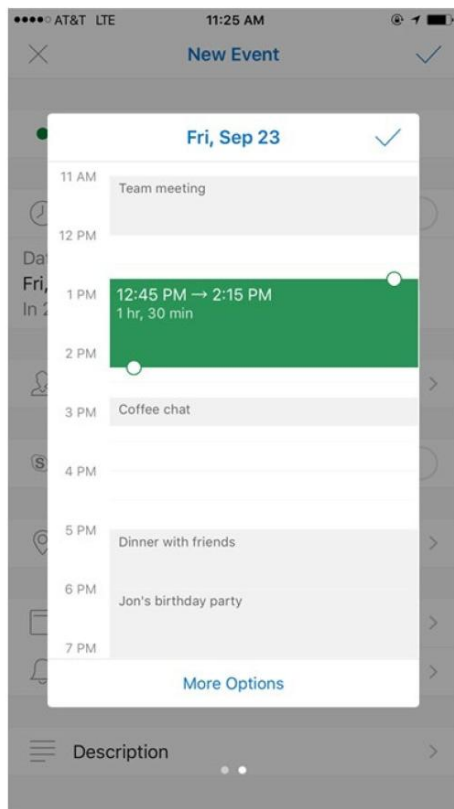 AT&T LTE 11:25 AM
New Event
Fri, Sep 23
11 AM
Team meeting
12 PM
1 PM
12:45 PM → 2:15 PM
1 hr, 30 min
2 PM
3 PM
Coffee chat
4 PM
5 PM
Dinner with friends
6 PM
Jon's birthday party
7 PM
More Options
Fri,
Description